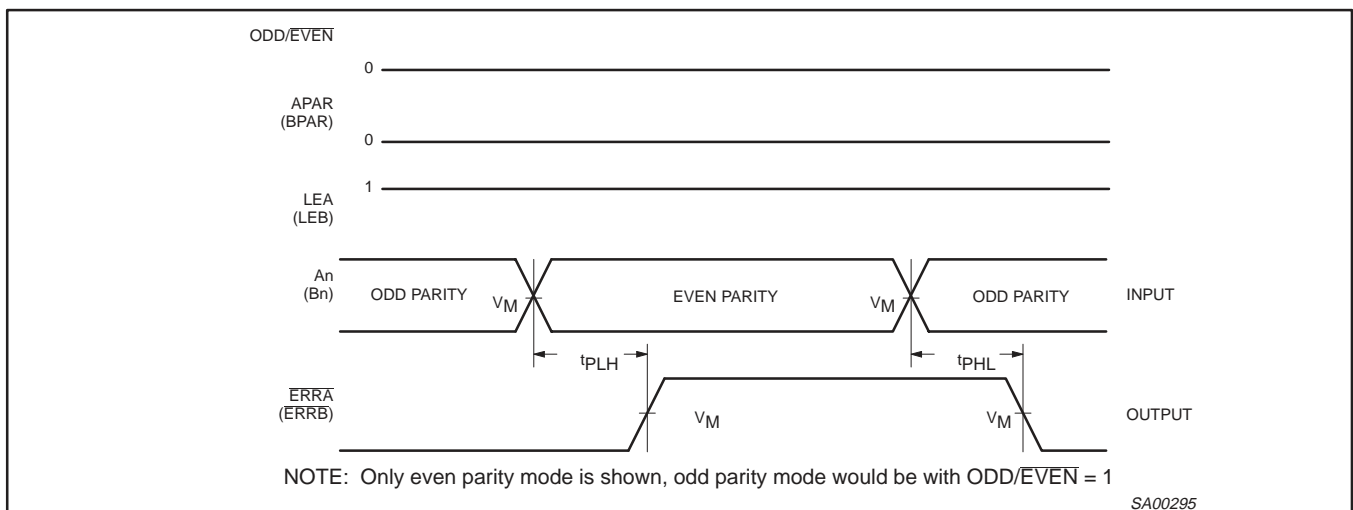 ODD/EVEN
0
APAR
(BPAR)
0
1
LEA
(LEB)
An
(Bn)
ODD PARITY
VM
EVEN PARITY
VM
ODD PARITY
INPUT
tPLH
tPHL
ERRA
(ERRB)
VM
VM
OUTPUT
NOTE: Only even parity mode is shown, odd parity mode would be with ODD/EVEN = 1
SA00295